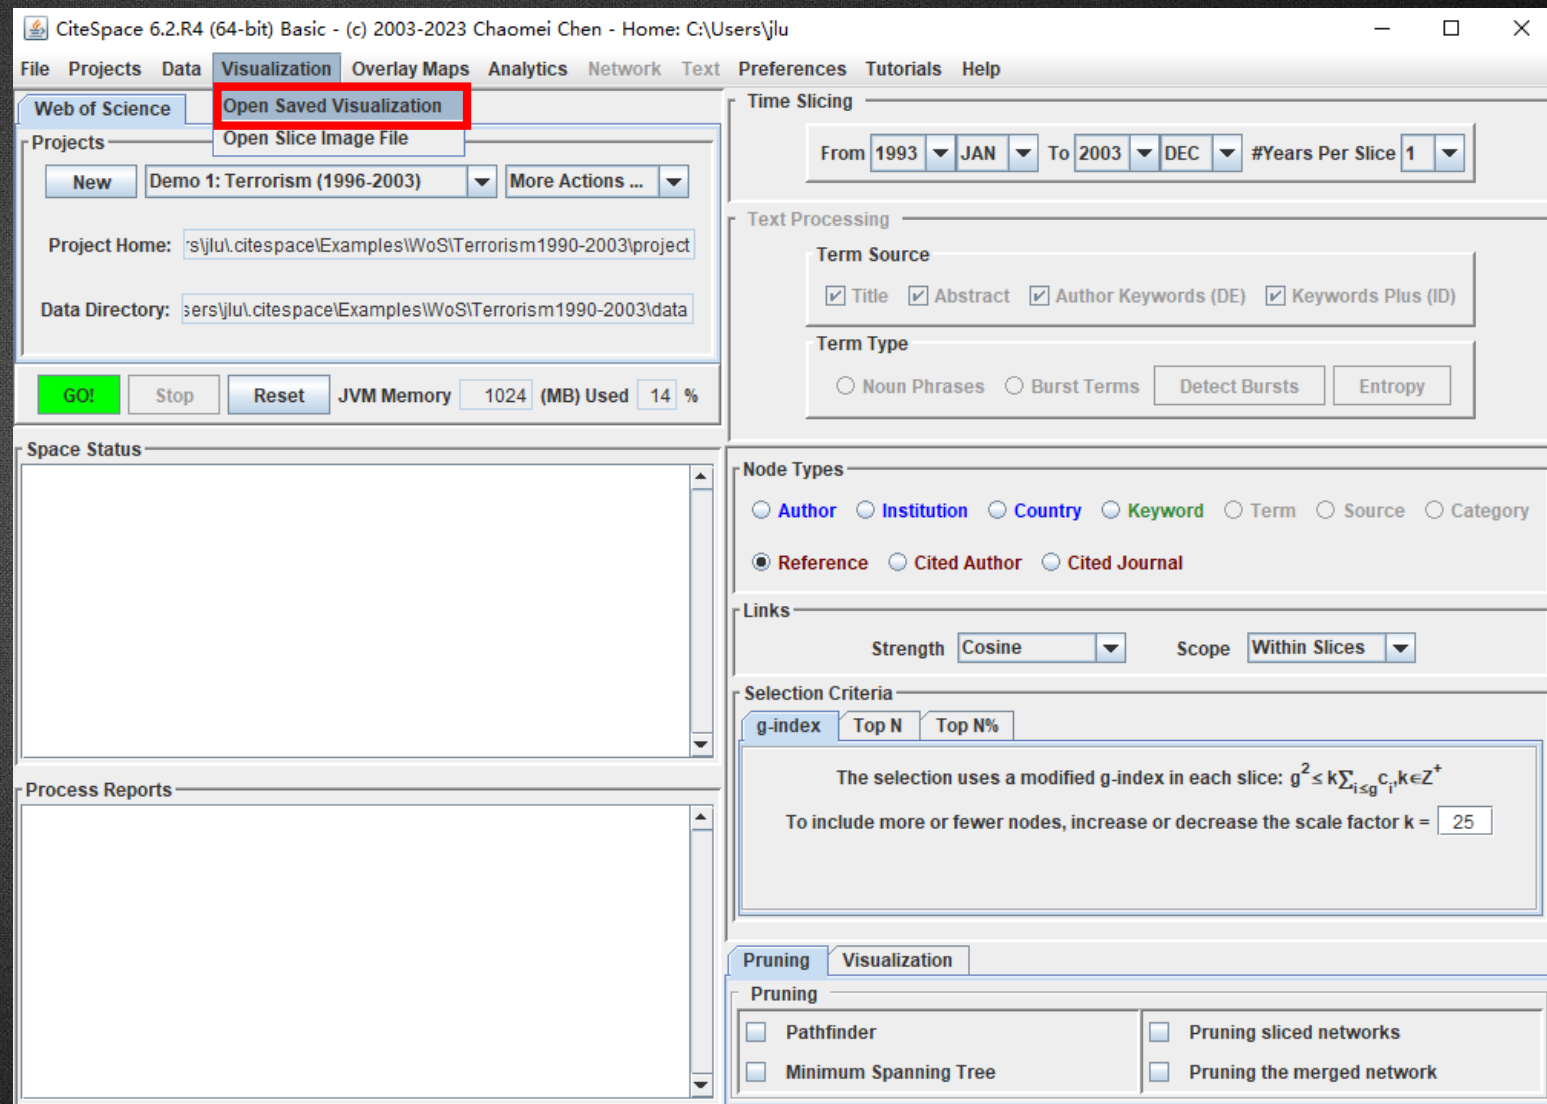 CiteSpace 6.2.R4 (64-bit) Basic - (c) 2003-2023 Chaomei Chen - Home: C:\Users\jlu
File Projects Data Visualization Overlay Maps Analytics Network Text Preferences Tutorials Help
Open Saved Visualization
Open Slice Image File
Web of Science
Projects
New Demo 1: Terrorism (1996-2003) More Actions ...
Project Home: rs\jlu\.citespace\Examples\WoS\Terrorism1990-2003\project
Data Directory: sers\jlu\.citespace\Examples\WoS\Terrorism1990-2003\data
GO! Stop Reset JVM Memory 1024 (MB) Used 14 %
Space Status
Process Reports
Time Slicing
From 1993 JAN To 2003 DEC #Years Per Slice 1
Text Processing
Term Source
Title Abstract Author Keywords (DE) Keywords Plus (ID)
Term Type
Noun Phrases Burst Terms Detect Bursts Entropy
Node Types
Author Institution Country Keyword Term Source Category
Reference Cited Author Cited Journal
Links
Strength Cosine Scope Within Slices
Selection Criteria
g-index Top N Top N%
The selection uses a modified g-index in each slice: g² ≤ k∑i≤g ci, k∈Z⁺
To include more or fewer nodes, increase or decrease the scale factor k = 25
Pruning Visualization
Pruning
Pathfinder Pruning sliced networks
Minimum Spanning Tree Pruning the merged network